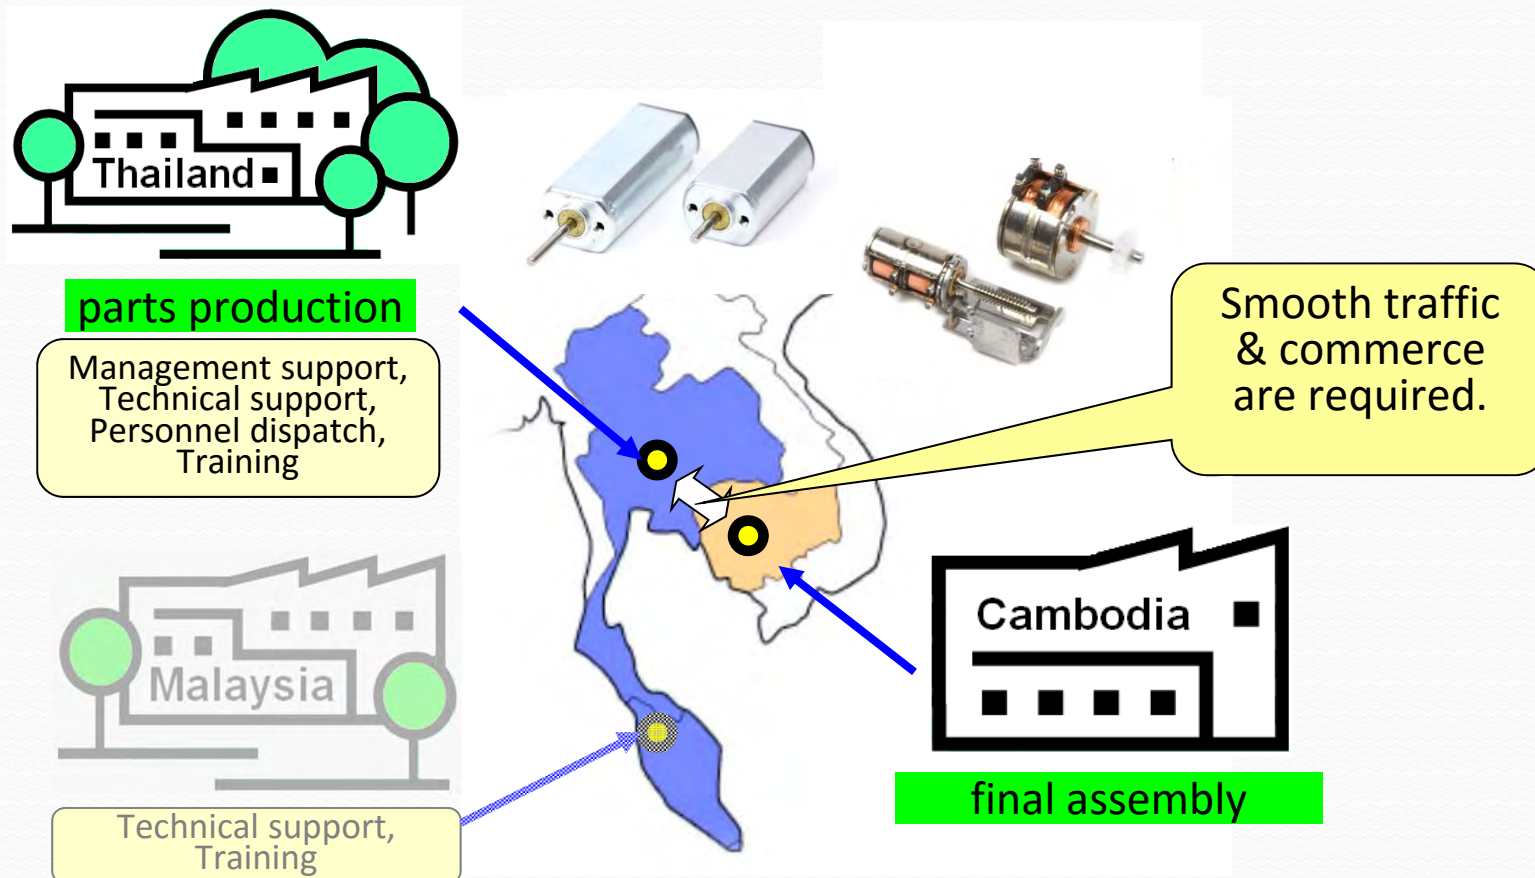 Thailand
parts production
Management support,
Technical support,
Personnel dispatch,
Training
Smooth traffic
& commerce
are required.
Malaysia
Technical support,
Training
Cambodia
final assembly